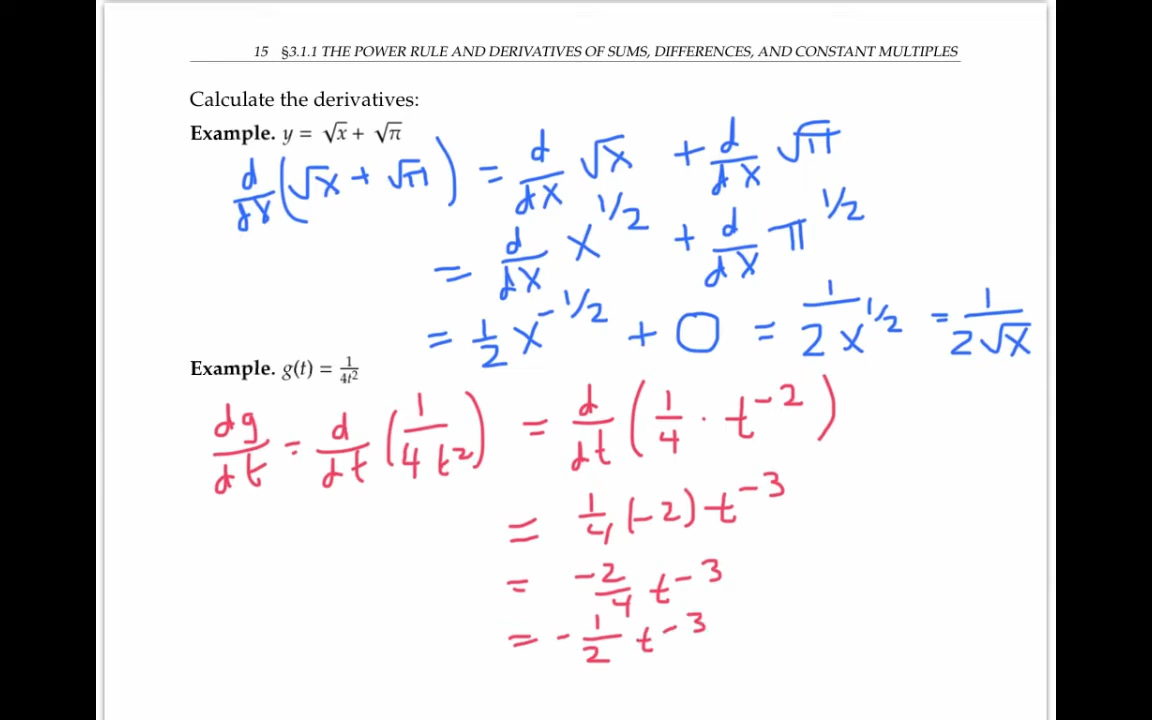 15 §3.1.1 THE POWER RULE AND DERIVATIVES OF SUMS, DIFFERENCES, AND CONSTANT MULTIPLES
Calculate the derivatives:
Example. y = √x + √π
d/dx (√x + √π) = d/dx √x + d/dx √π
= d/dx x^1/2 + d/dx π^1/2
= 1/2 x^-1/2 + 0 = 1/(2x^1/2) = 1/(2√x)
Example. g(t) = 1/(4t²)
dg/dt = d/dt (1/(4t²)) = d/dt (1/4 · t^-2)
= 1/4 (-2) t^-3
= -2/4 t^-3
= -1/2 t^-3